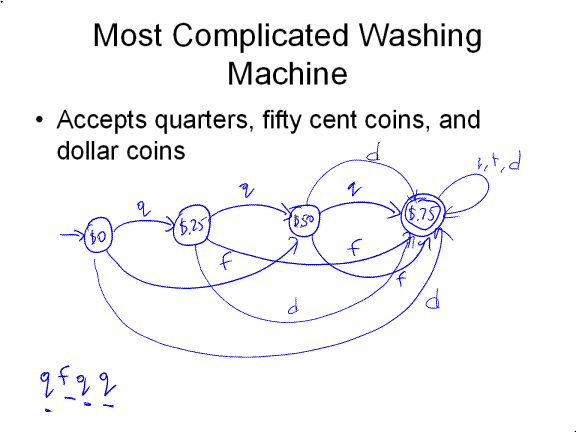 Most Complicated Washing
Machine
• Accepts quarters, fifty cent coins, and
dollar coins
d
q
q
q
d
$0
$.25
$.50
$.75
f
f
f
d
d
q f q q